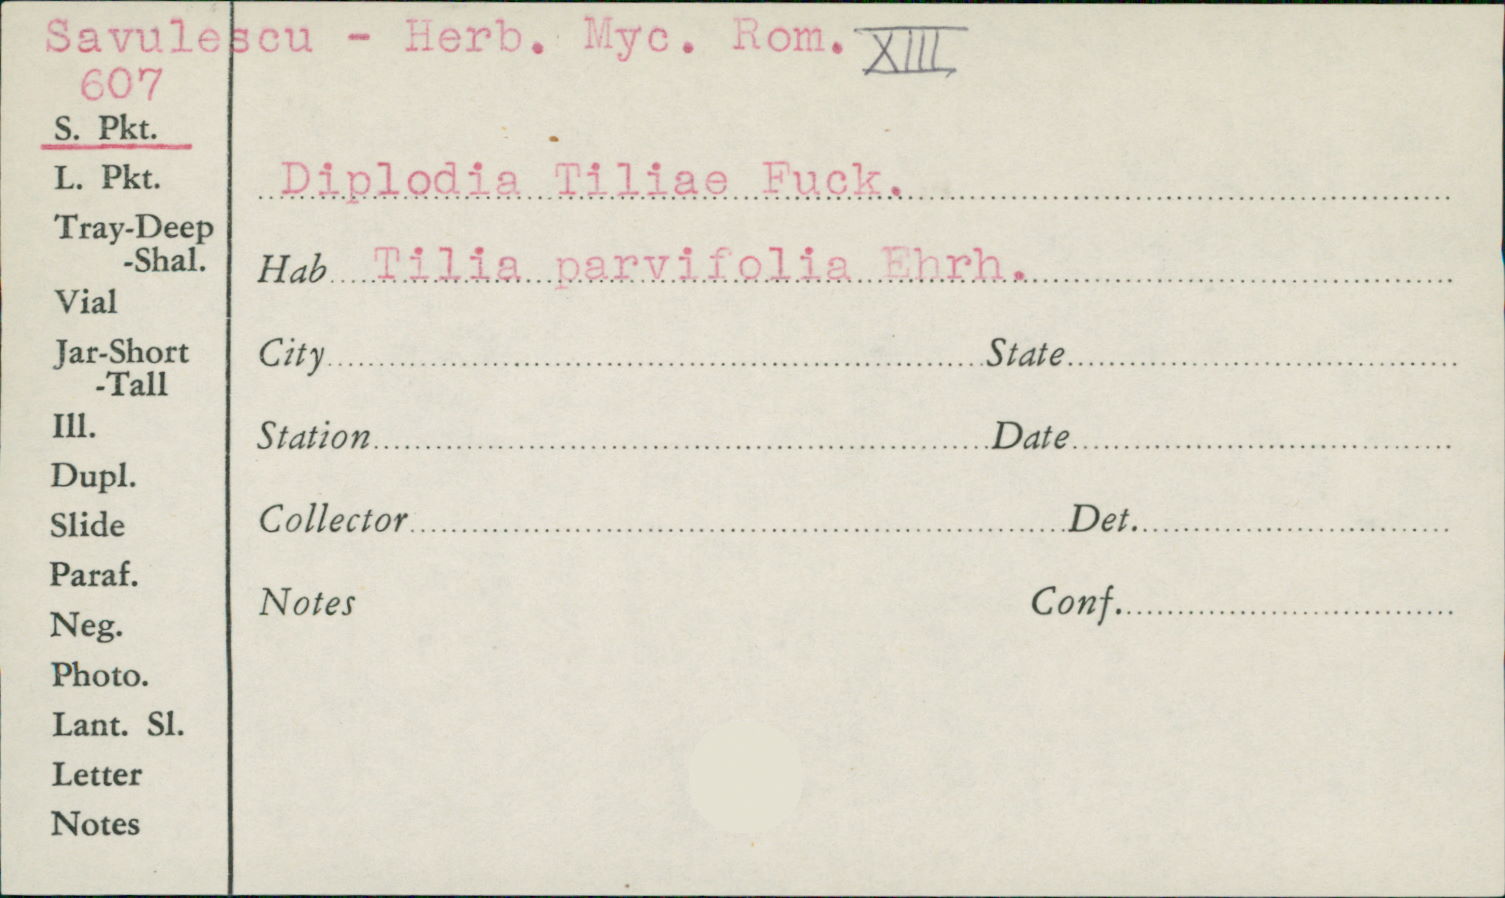 Savulescu - Herb. Myc. Rom. XIII
607
S. Pkt.
L. Pkt.
Diplodia Tiliae Fuck.
Tray-Deep
-Shal.
Hab Tilia parvifolia Ehrh.
Vial
Jar-Short
-Tall
City State
Ill.
Station Date
Dupl.
Slide
Collector Det.
Paraf.
Neg.
Notes Conf.
Photo.
Lant. Sl.
Letter
Notes